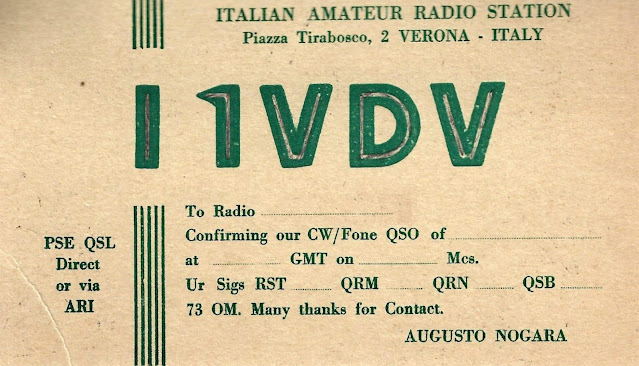 ITALIAN AMATEUR RADIO STATION
Piazza Tirabosco, 2 VERONA - ITALY
I 1VDV
To Radio
Confirming our CW/Fone QSO of
at GMT on Mcs.
Ur Sigs RST QRM QRN QSB
73 OM. Many thanks for Contact.
AUGUSTO NOGARA
PSE QSL
Direct
or via
ARI